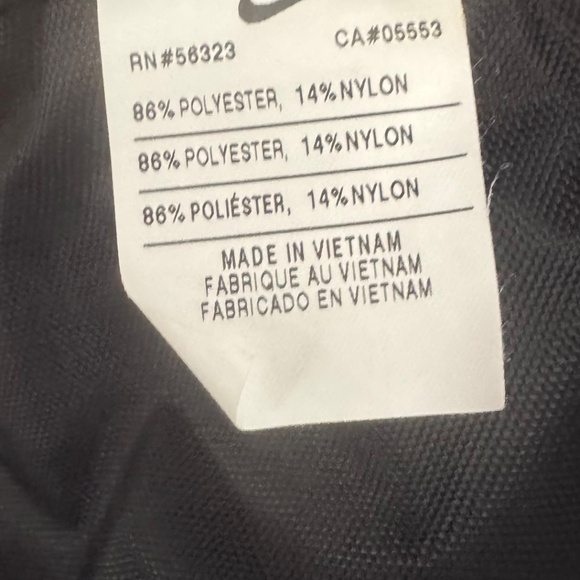 RN#56323 CA#05553
86% POLYESTER, 14% NYLON
86% POLYESTER, 14% NYLON
86% POLIÉSTER, 14% NYLON
MADE IN VIETNAM
FABRIQUE AU VIETNAM
FABRICADO EN VIETNAM